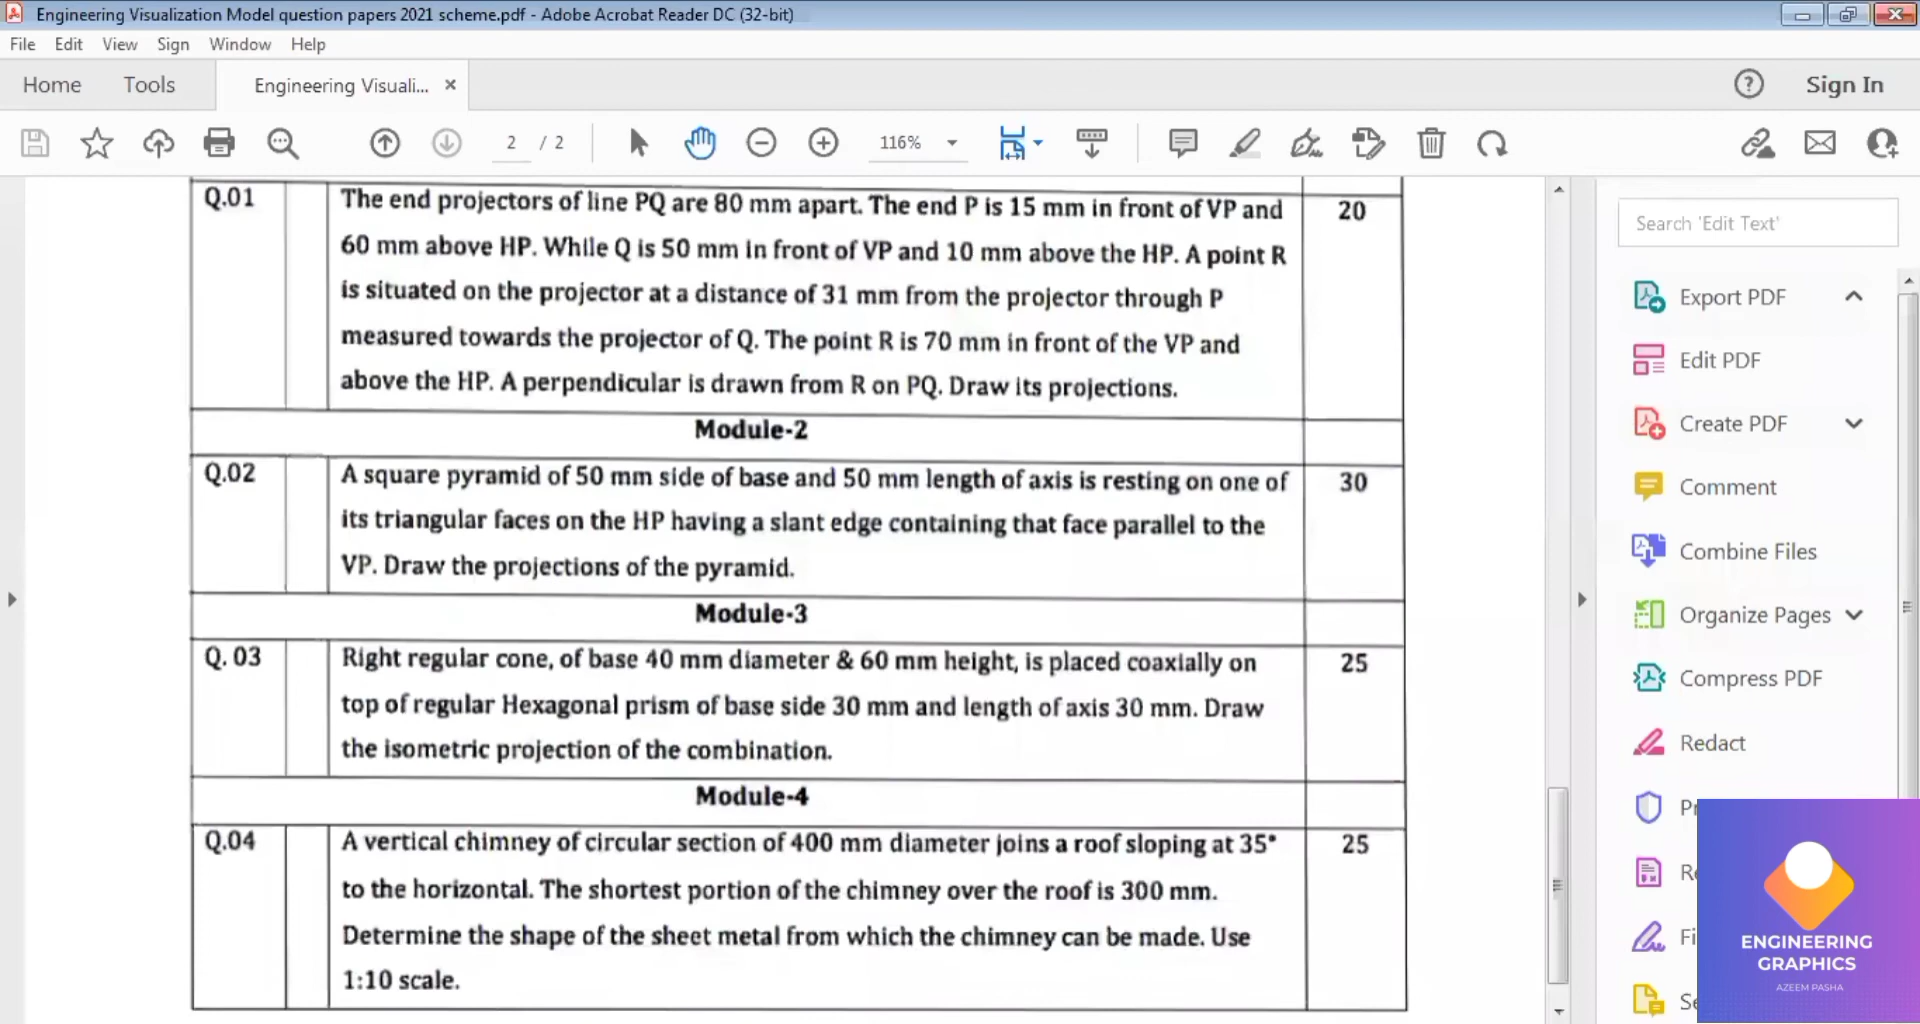 Engineering Visualization Model question papers 2021 scheme.pdf - Adobe Acrobat Reader DC (32-bit)
File Edit View Sign Window Help
Home Tools Engineering Visuali... × Sign In
2 / 2 116%
Q.01 The end projectors of line PQ are 80 mm apart. The end P is 15 mm in front of VP and 20
60 mm above HP. While Q is 50 mm in front of VP and 10 mm above the HP. A point R
is situated on the projector at a distance of 31 mm from the projector through P
measured towards the projector of Q. The point R is 70 mm in front of the VP and
above the HP. A perpendicular is drawn from R on PQ. Draw its projections.
Module-2
Q.02 A square pyramid of 50 mm side of base and 50 mm length of axis is resting on one of 30
its triangular faces on the HP having a slant edge containing that face parallel to the
VP. Draw the projections of the pyramid.
Module-3
Q. 03 Right regular cone, of base 40 mm diameter & 60 mm height, is placed coaxially on 25
top of regular Hexagonal prism of base side 30 mm and length of axis 30 mm. Draw
the isometric projection of the combination.
Module-4
Q.04 A vertical chimney of circular section of 400 mm diameter joins a roof sloping at 35° 25
to the horizontal. The shortest portion of the chimney over the roof is 300 mm.
Determine the shape of the sheet metal from which the chimney can be made. Use
1:10 scale.
Search 'Edit Text'
Export PDF
Edit PDF
Create PDF
Comment
Combine Files
Organize Pages
Compress PDF
Redact
Pr
Re
Fi
Se
ENGINEERING
GRAPHICS
AZEEM PASHA